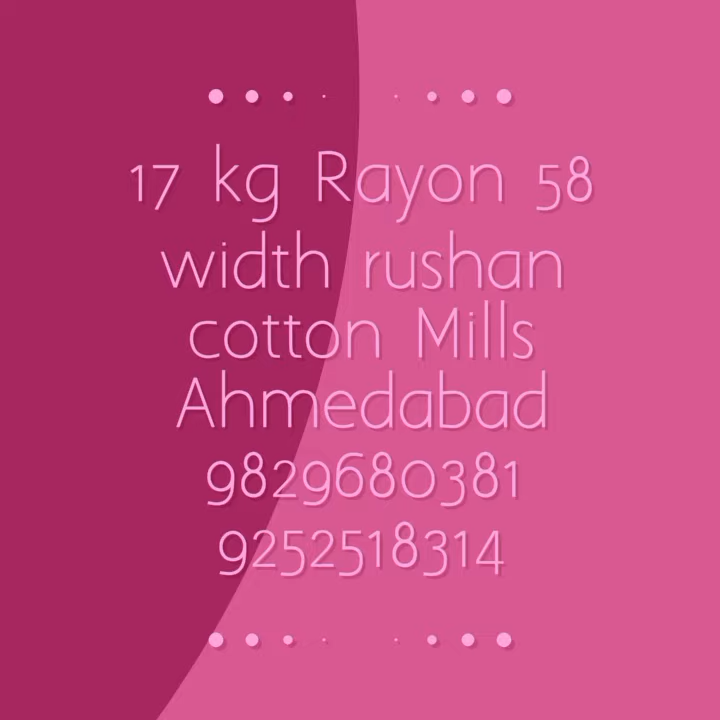 17 kg Rayon 58
width rushan
cotton Mills
Ahmedabad
9829680381
9252518314